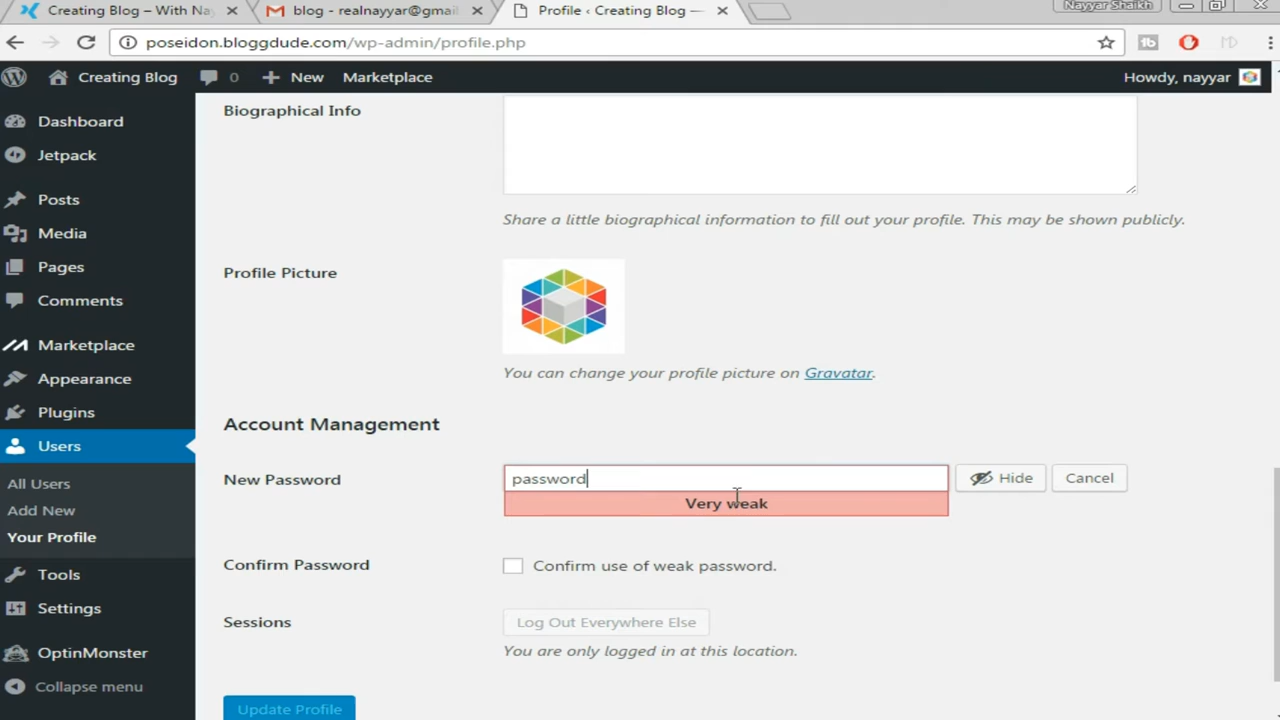 Creating Blog – With Nay
blog - realnayyar@gmai
Profile ‹ Creating Blog —
Nayyar Shaikh
poseidon.bloggdude.com/wp-admin/profile.php
Creating Blog
0
New
Marketplace
Howdy, nayyar
Dashboard
Jetpack
Posts
Media
Pages
Comments
Marketplace
Appearance
Plugins
Users
All Users
Add New
Your Profile
Tools
Settings
OptinMonster
Collapse menu
Biographical Info
Share a little biographical information to fill out your profile. This may be shown publicly.
Profile Picture
You can change your profile picture on Gravatar.
Account Management
New Password
password
Hide
Cancel
Very weak
Confirm Password
Confirm use of weak password.
Sessions
Log Out Everywhere Else
You are only logged in at this location.
Update Profile